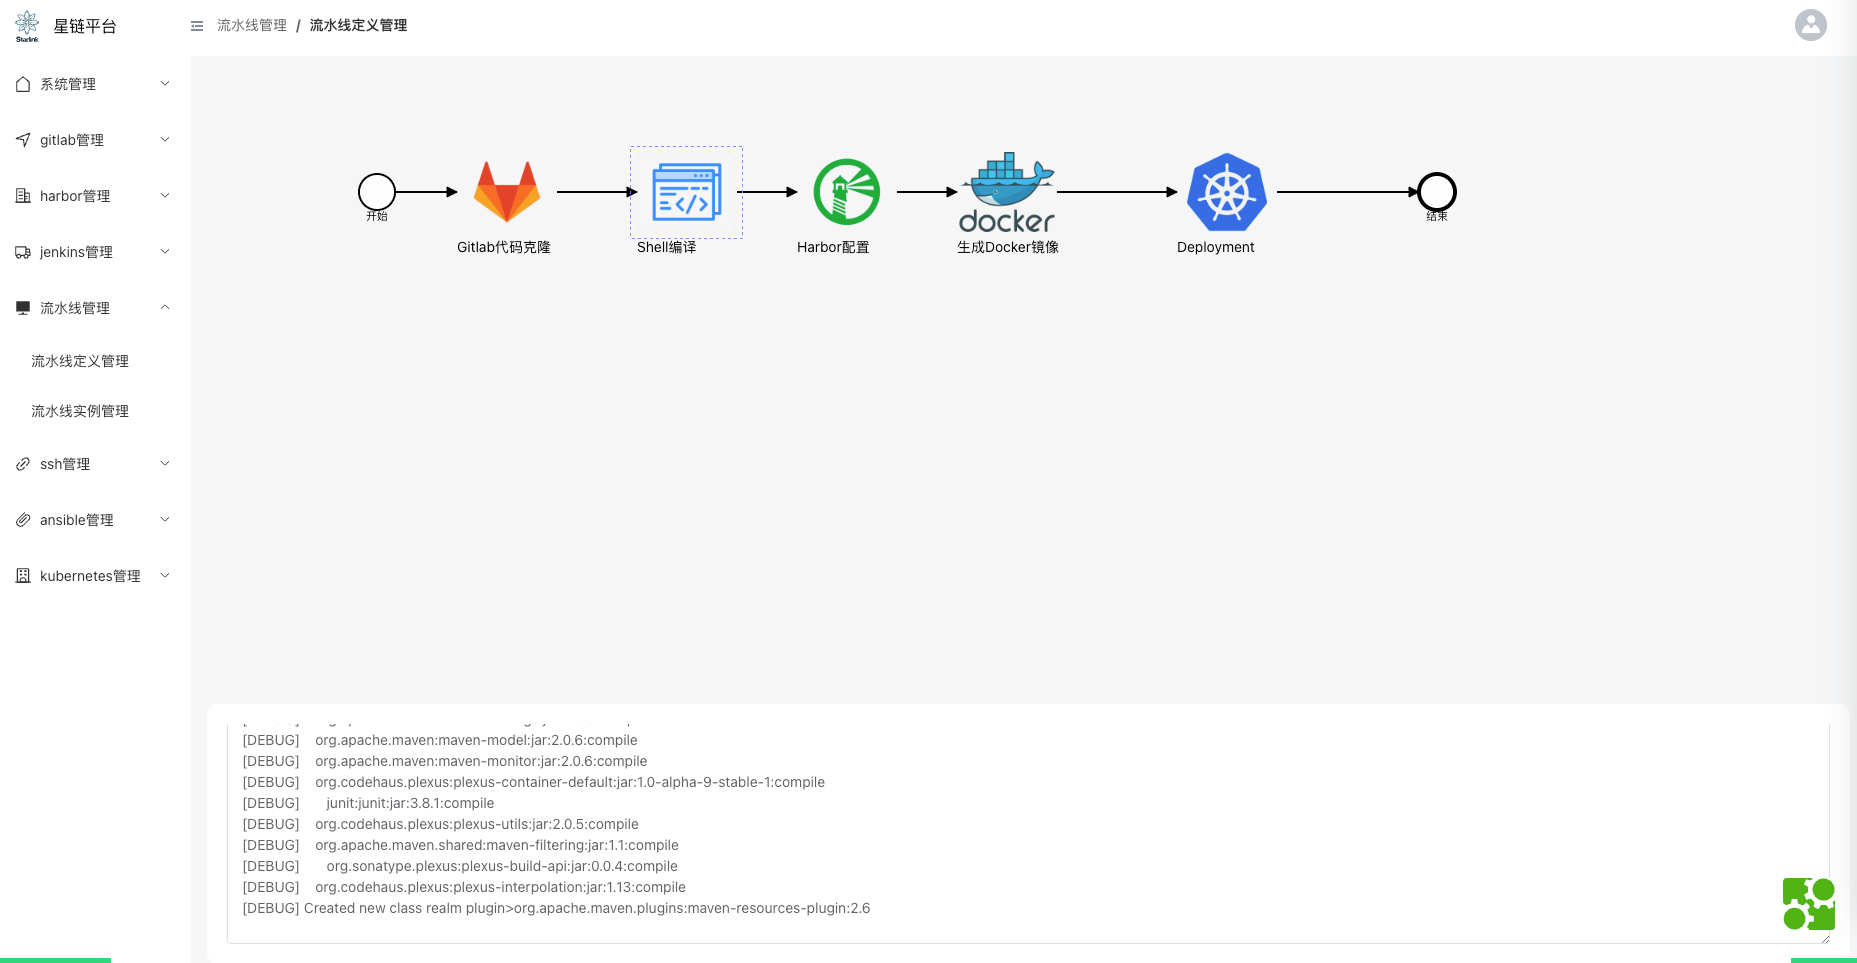 Starlink
星链平台
流水线管理 / 流水线定义管理
系统管理
gitlab管理
harbor管理
jenkins管理
流水线管理
流水线定义管理
流水线实例管理
ssh管理
ansible管理
kubernetes管理
开始
Gitlab代码克隆
Shell编译
Harbor配置
docker
生成Docker镜像
Deployment
结束
[DEBUG] org.apache.maven:maven-model:jar:2.0.6:compile
[DEBUG] org.apache.maven:maven-monitor:jar:2.0.6:compile
[DEBUG] org.codehaus.plexus:plexus-container-default:jar:1.0-alpha-9-stable-1:compile
[DEBUG] junit:junit:jar:3.8.1:compile
[DEBUG] org.codehaus.plexus:plexus-utils:jar:2.0.5:compile
[DEBUG] org.apache.maven.shared:maven-filtering:jar:1.1:compile
[DEBUG] org.sonatype.plexus:plexus-build-api:jar:0.0.4:compile
[DEBUG] org.codehaus.plexus:plexus-interpolation:jar:1.13:compile
[DEBUG] Created new class realm plugin>org.apache.maven.plugins:maven-resources-plugin:2.6